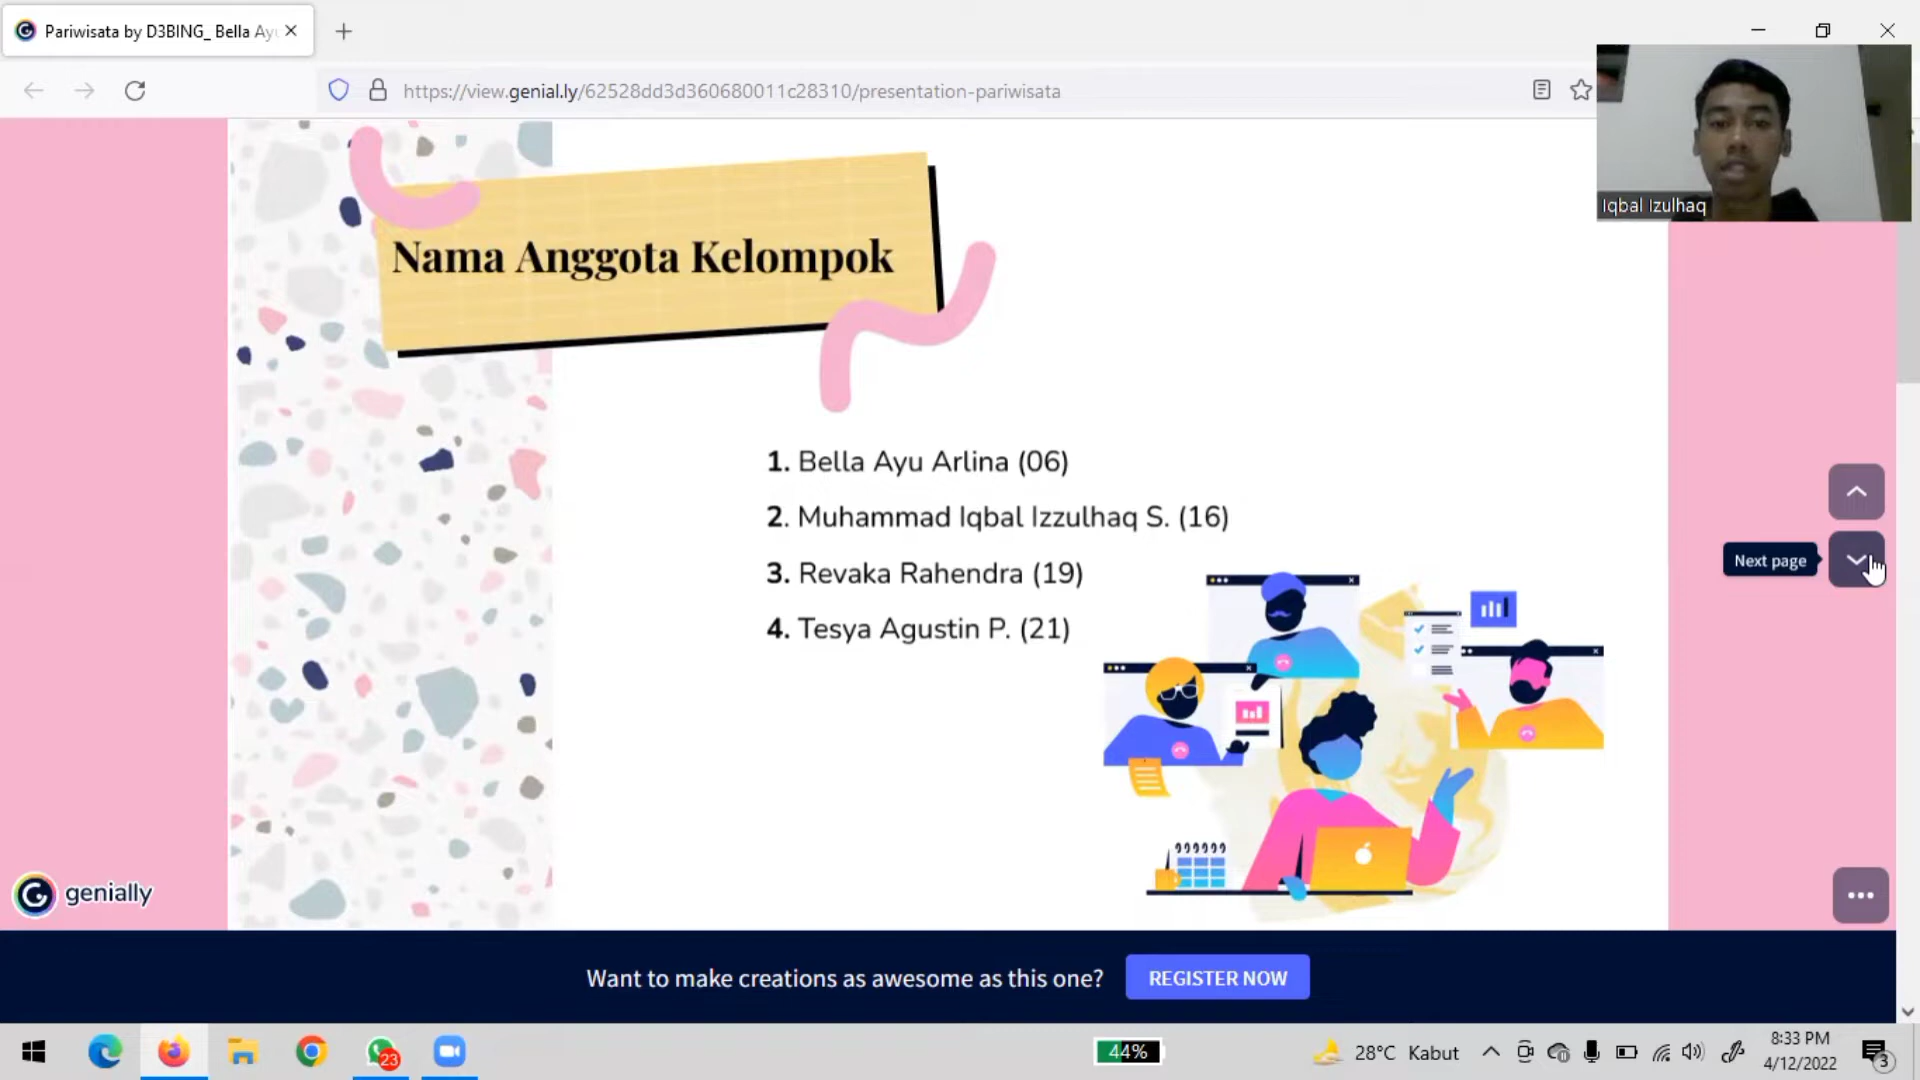 Pariwisata by D3BING_ Bella Ay
https://view.genial.ly/62528dd3d360680011c28310/presentation-pariwisata
Iqbal Izulhaq
Nama Anggota Kelompok
1. Bella Ayu Arlina (06)
2. Muhammad Iqbal Izzulhaq S. (16)
3. Revaka Rahendra (19)
4. Tesya Agustin P. (21)
Next page
genially
Want to make creations as awesome as this one?
REGISTER NOW
23
44%
28°C Kabut
8:33 PM
4/12/2022
3